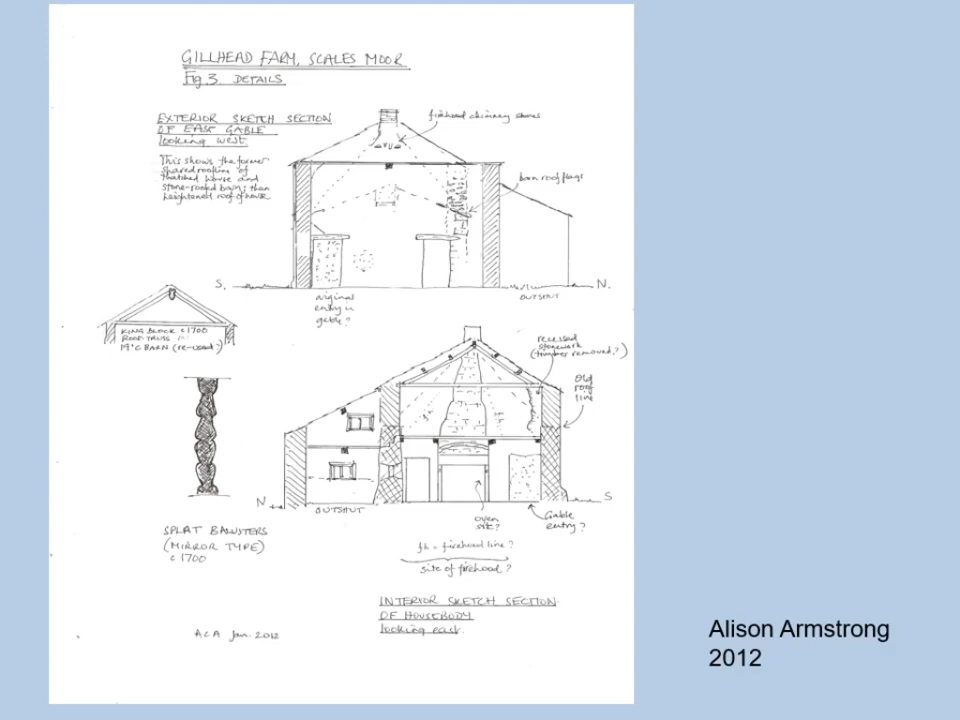 GILLHEAD FARM, SCALES MOOR
Fig 3. DETAILS
EXTERIOR SKETCH SECTION
OF EAST GABLE
looking west
This shows the former
shared roofline of
thatched house and
stone-roofed barn; then
heightened roof of house
firehood chimney stones
barn roof flags
S.
N.
OUTSHUT
original
entry in
gable?
KING BLOCK c1700
ROOF TRUSS in
19°C BARN (re-used?)
recessed
stonework
(timber removed?)
Old
roof
line
N
S
OUTSHUT
oven
site?
Gable
entry?
fh = firehood line?
site of firehood?
SPLAT BALUSTERS
(MIRROR TYPE)
c1700
INTERIOR SKETCH SECTION
OF HOUSEBODY
looking east.
ACA Jan. 2012
Alison Armstrong
2012